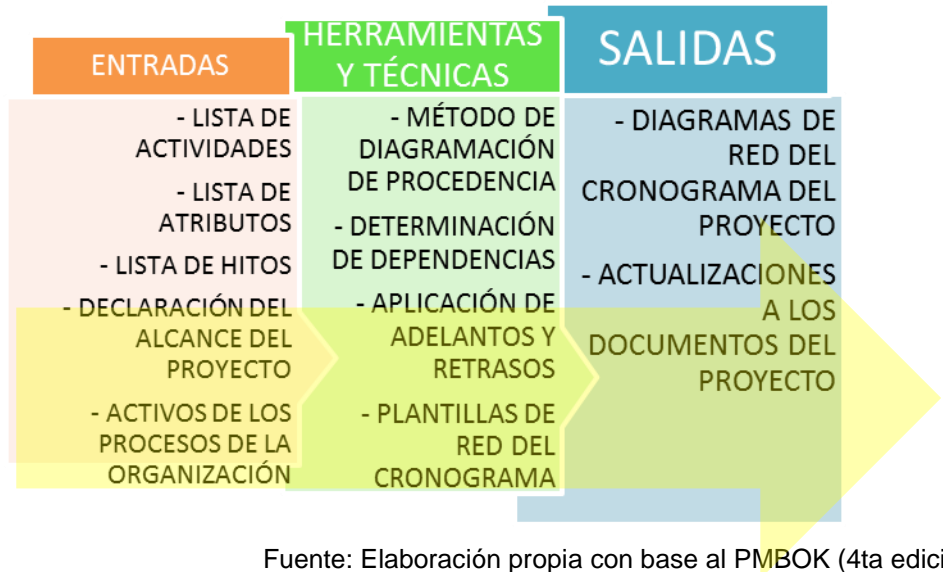 ENTRADAS
- LISTA DE
ACTIVIDADES
- LISTA DE
ATRIBUTOS
- LISTA DE HITOS
- DECLARACIÓN DEL
ALCANCE DEL
PROYECTO
- ACTIVOS DE LOS
PROCESOS DE LA
ORGANIZACIÓN
HERRAMIENTAS
Y TÉCNICAS
- MÉTODO DE
DIAGRAMACIÓN
DE PROCEDENCIA
- DETERMINACIÓN
DE DEPENDENCIAS
- APLICACIÓN DE
ADELANTOS Y
RETRASOS
- PLANTILLAS DE
RED DEL
CRONOGRAMA
SALIDAS
- DIAGRAMAS DE
RED DEL
CRONOGRAMA DEL
PROYECTO
- ACTUALIZACIONES
A LOS
DOCUMENTOS DEL
PROYECTO
Fuente: Elaboración propia con base al PMBOK (4ta edici